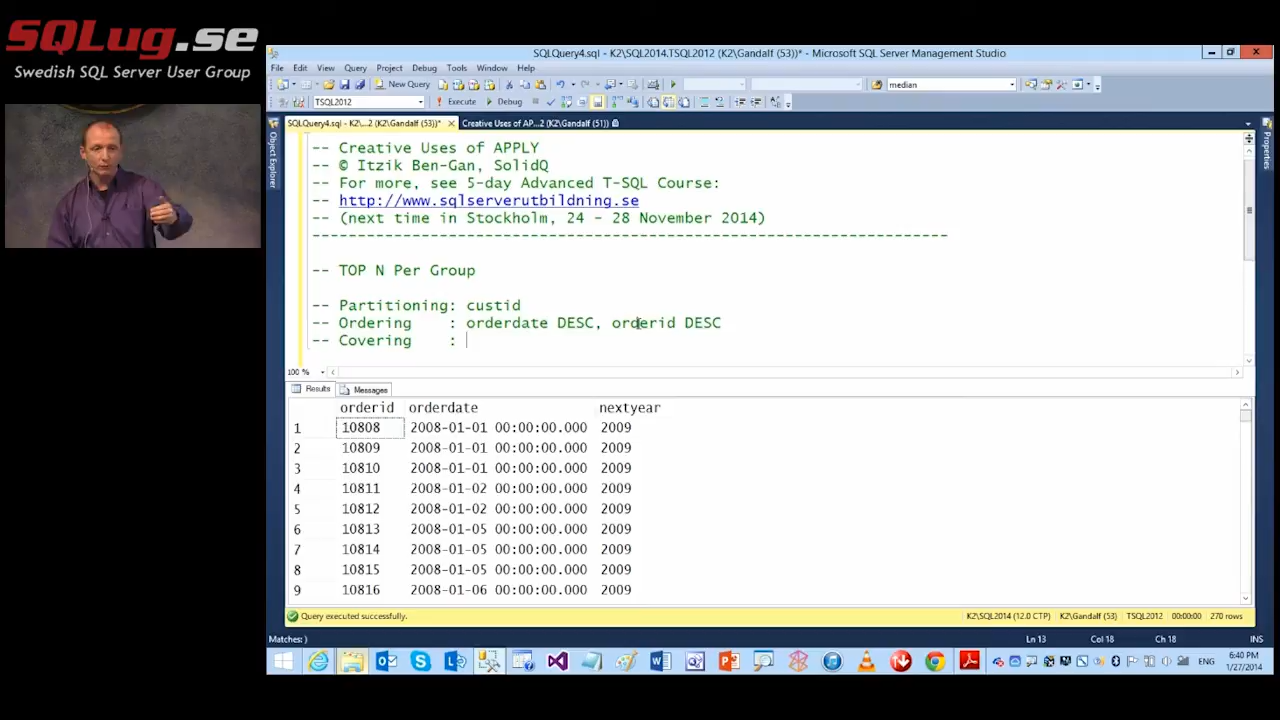 SQLug.se
Swedish SQL Server User Group
SQLQuery4.sql - K2\SQL2014.TSQL2012 (K2\Gandalf (53))* - Microsoft SQL Server Management Studio
File Edit View Query Project Debug Tools Window Help
New Query median
TSQL2012 Execute Debug
SQLQuery4.sql - K2\...2 (K2\Gandalf (53))* Creative Uses of AP...2 (K2\Gandalf (51))
Object Explorer
Properties
-- Creative Uses of APPLY
-- © Itzik Ben-Gan, SolidQ
-- For more, see 5-day Advanced T-SQL Course:
-- http://www.sqlserverutbildning.se
-- (next time in Stockholm, 24 - 28 November 2014)
-----------------------------------------------------------------------
-- TOP N Per Group
-- Partitioning: custid
-- Ordering : orderdate DESC, orderid DESC
-- Covering :
100 %
Results Messages
orderid orderdate nextyear
1 10808 2008-01-01 00:00:00.000 2009
2 10809 2008-01-01 00:00:00.000 2009
3 10810 2008-01-01 00:00:00.000 2009
4 10811 2008-01-02 00:00:00.000 2009
5 10812 2008-01-02 00:00:00.000 2009
6 10813 2008-01-05 00:00:00.000 2009
7 10814 2008-01-05 00:00:00.000 2009
8 10815 2008-01-05 00:00:00.000 2009
9 10816 2008-01-06 00:00:00.000 2009
Query executed successfully. K2\SQL2014 (12.0 CTP) K2\Gandalf (53) TSQL2012 00:00:00 270 rows
Matches: ) Ln 13 Col 18 Ch 18 INS
ENG 6:40 PM
1/27/2014